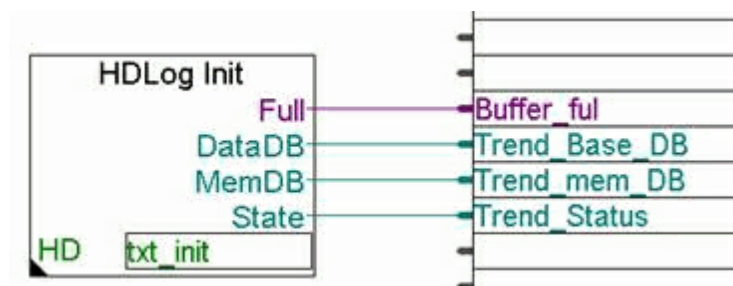 HDLog Init
Full Buffer_ful
DataDB Trend_Base_DB
MemDB Trend_mem_DB
State Trend_Status
HD txt_init